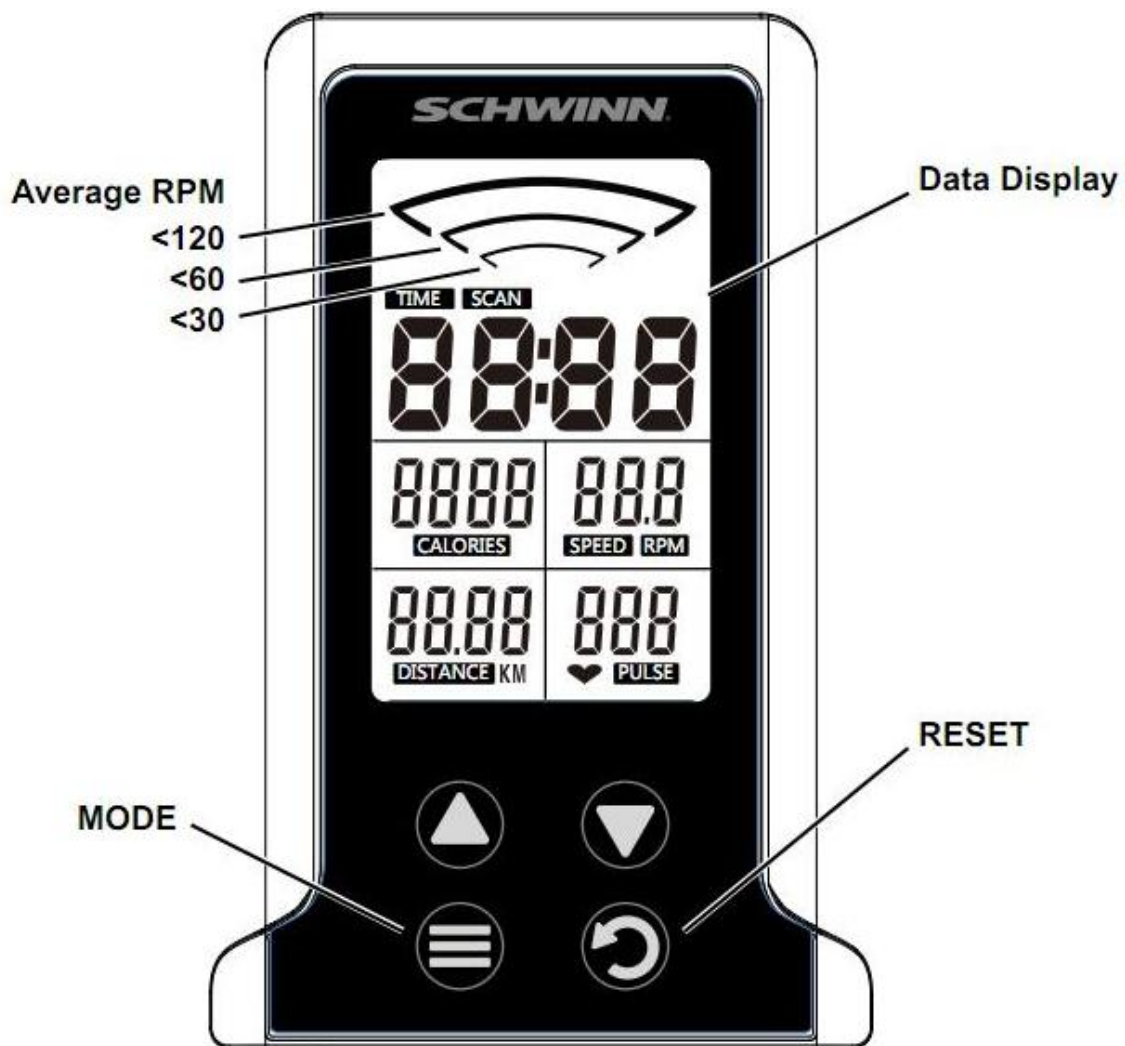 SCHWINN
Average RPM
<120
<60
<30
Data Display
TIME SCAN
88:88
8888
CALORIES
88.8
SPEED RPM
88.88
DISTANCE KM
888
PULSE
MODE
RESET